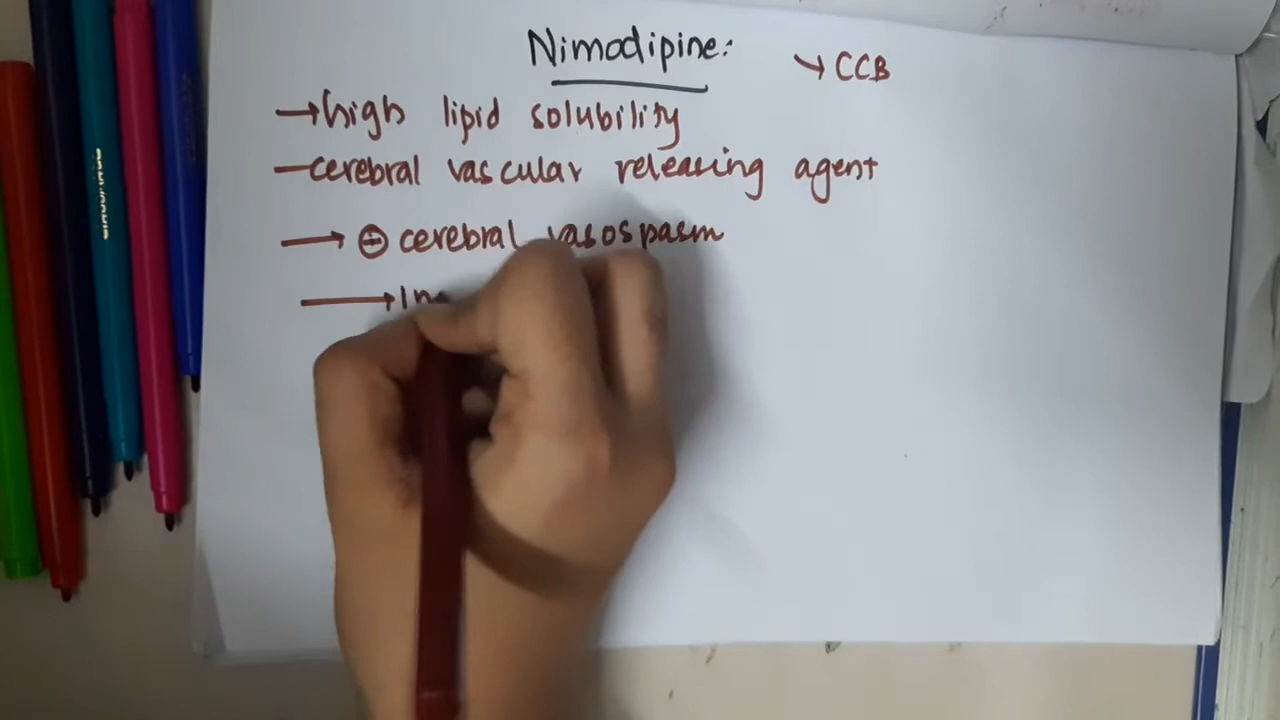 Nimodipine:
↘ CCB
→ high lipid solubility
— cerebral vascular releasing agent
→ ⊕ cerebral vasospasm
→